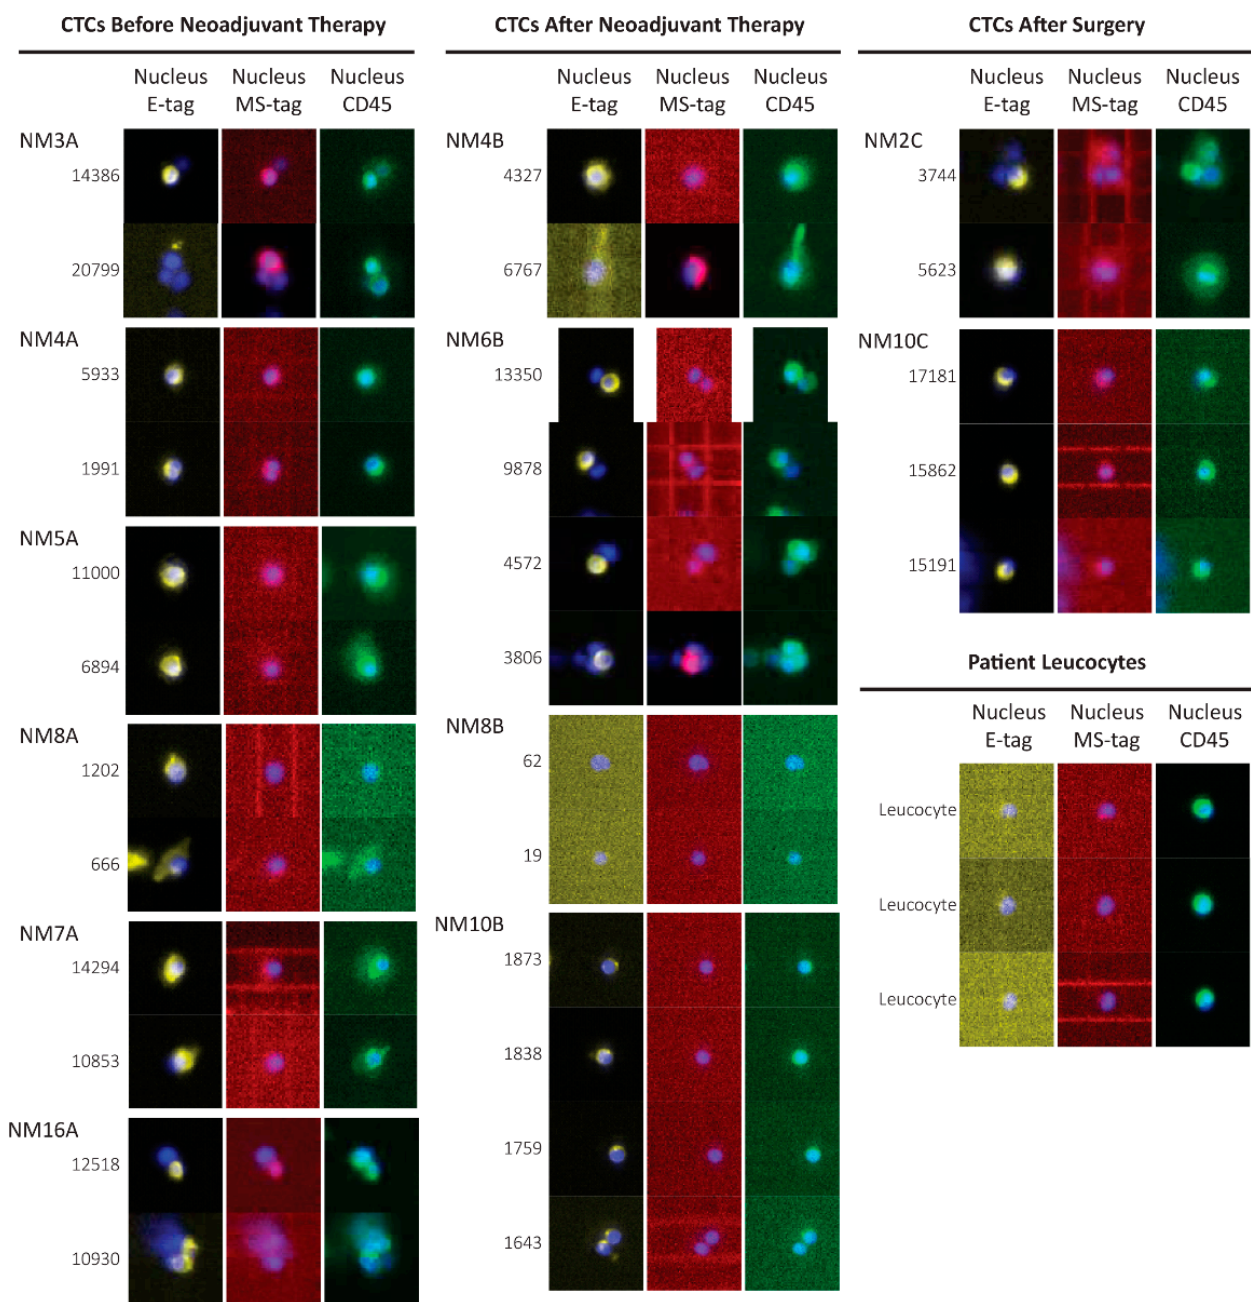 CTCs Before Neoadjuvant Therapy
Nucleus Nucleus Nucleus
E-tag MS-tag CD45
NM3A
14386
20799
NM4A
5933
1991
NM5A
11000
6894
NM8A
1202
666
NM7A
14294
10853
NM16A
12518
10930
CTCs After Neoadjuvant Therapy
Nucleus Nucleus Nucleus
E-tag MS-tag CD45
NM4B
4327
6767
NM6B
13350
9878
4572
3806
NM8B
62
19
NM10B
1873
1838
1759
1643
CTCs After Surgery
Nucleus Nucleus Nucleus
E-tag MS-tag CD45
NM2C
3744
5623
NM10C
17181
15862
15191
Patient Leucocytes
Nucleus Nucleus Nucleus
E-tag MS-tag CD45
Leucocyte
Leucocyte
Leucocyte